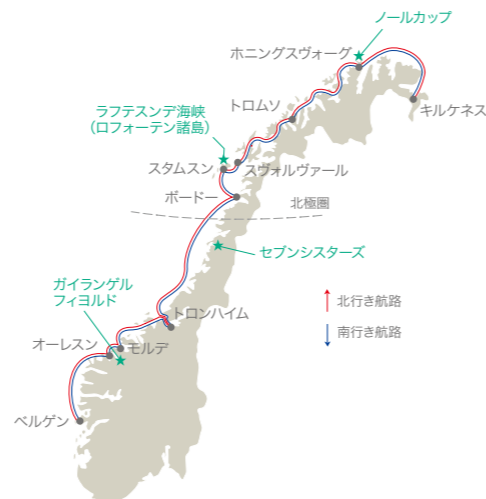 ノールカップ
ホニングスヴォーグ
ラフテスンデ海峡
(ロフォーテン諸島)
トロムソ
キルケネス
スタムスン
スヴォルヴァール
ボードー
北極圏
セブンシスターズ
ガイランゲル
フィヨルド
北行き航路
トロンハイム
南行き航路
オーレスン
モルデ
ベルゲン